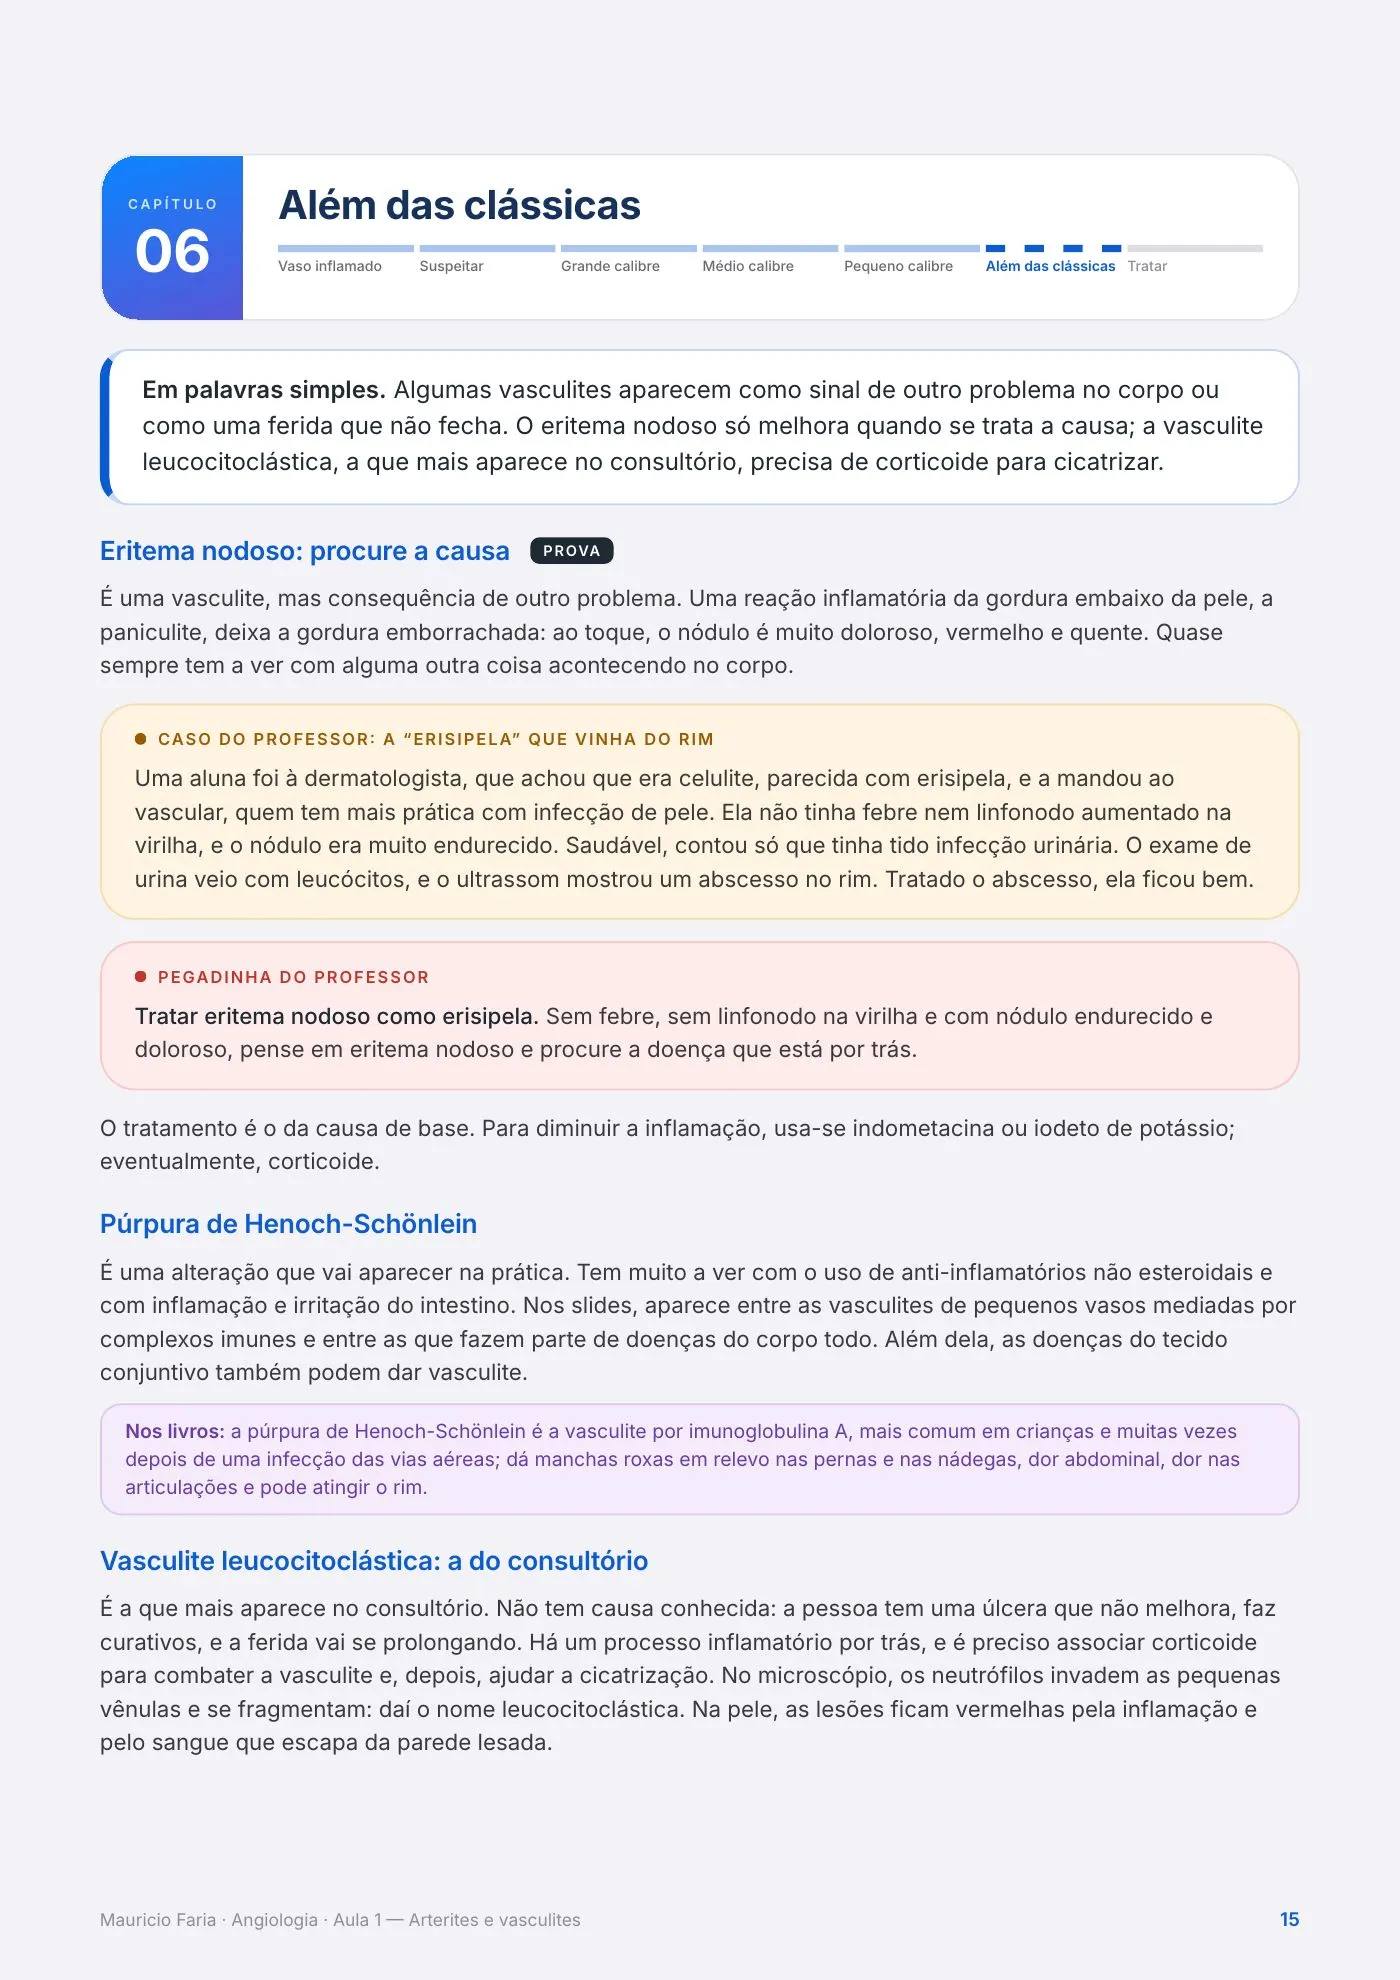 CAPÍTULO
06
Além das clássicas
Vaso inflamado
Suspeitar
Grande calibre
Médio calibre
Pequeno calibre
Além das clássicas
Tratar
Em palavras simples. Algumas vasculites aparecem como sinal de outro problema no corpo ou
como uma ferida que não fecha. O eritema nodoso só melhora quando se trata a causa; a vasculite
leucocitoclástica, a que mais aparece no consultório, precisa de corticoide para cicatrizar.
Eritema nodoso: procure a causa PROVA
É uma vasculite, mas consequência de outro problema. Uma reação inflamatória da gordura embaixo da pele, a
paniculite, deixa a gordura emborrachada: ao toque, o nódulo é muito doloroso, vermelho e quente. Quase
sempre tem a ver com alguma outra coisa acontecendo no corpo.
CASO DO PROFESSOR: A “ERISIPELA” QUE VINHA DO RIM
Uma aluna foi à dermatologista, que achou que era celulite, parecida com erisipela, e a mandou ao
vascular, quem tem mais prática com infecção de pele. Ela não tinha febre nem linfonodo aumentado na
virilha, e o nódulo era muito endurecido. Saudável, contou só que tinha tido infecção urinária. O exame de
urina veio com leucócitos, e o ultrassom mostrou um abscesso no rim. Tratado o abscesso, ela ficou bem.
PEGADINHA DO PROFESSOR
Tratar eritema nodoso como erisipela. Sem febre, sem linfonodo na virilha e com nódulo endurecido e
doloroso, pense em eritema nodoso e procure a doença que está por trás.
O tratamento é o da causa de base. Para diminuir a inflamação, usa-se indometacina ou iodeto de potássio;
eventualmente, corticoide.
Púrpura de Henoch-Schönlein
É uma alteração que vai aparecer na prática. Tem muito a ver com o uso de anti-inflamatórios não esteroidais e
com inflamação e irritação do intestino. Nos slides, aparece entre as vasculites de pequenos vasos mediadas por
complexos imunes e entre as que fazem parte de doenças do corpo todo. Além dela, as doenças do tecido
conjuntivo também podem dar vasculite.
Nos livros: a púrpura de Henoch-Schönlein é a vasculite por imunoglobulina A, mais comum em crianças e muitas vezes
depois de uma infecção das vias aéreas; dá manchas roxas em relevo nas pernas e nas nádegas, dor abdominal, dor nas
articulações e pode atingir o rim.
Vasculite leucocitoclástica: a do consultório
É a que mais aparece no consultório. Não tem causa conhecida: a pessoa tem uma úlcera que não melhora, faz
curativos, e a ferida vai se prolongando. Há um processo inflamatório por trás, e é preciso associar corticoide
para combater a vasculite e, depois, ajudar a cicatrização. No microscópio, os neutrófilos invadem as pequenas
vênulas e se fragmentam: daí o nome leucocitoclástica. Na pele, as lesões ficam vermelhas pela inflamação e
pelo sangue que escapa da parede lesada.
Mauricio Faria · Angiologia · Aula 1 — Arterites e vasculites
15